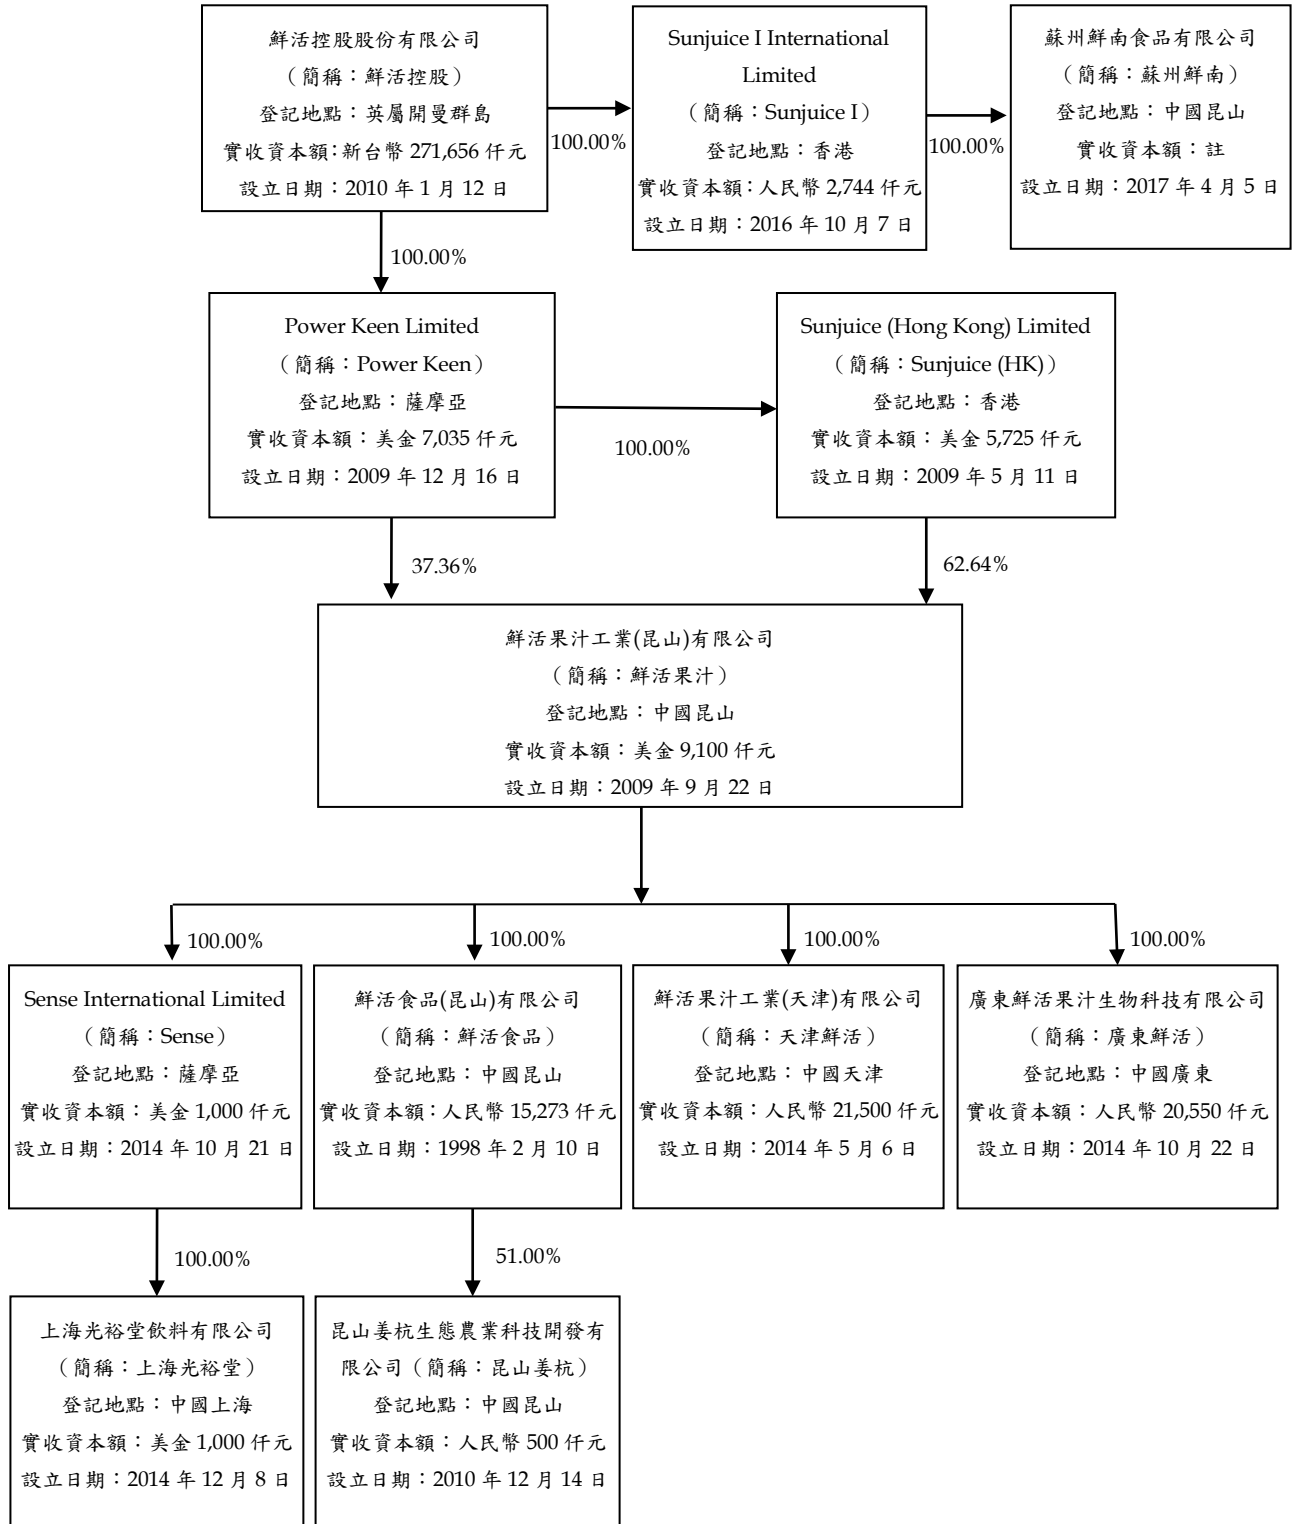 鮮活控股股份有限公司
（簡稱：鮮活控股）
登記地點：英屬開曼群島
實收資本額：新台幣 271,656 仟元
設立日期：2010 年 1 月 12 日
100.00%
Sunjuice I International
Limited
（簡稱：Sunjuice I）
登記地點：香港
實收資本額：人民幣 2,744 仟元
設立日期：2016 年 10 月 7 日
100.00%
蘇州鮮南食品有限公司
（簡稱：蘇州鮮南）
登記地點：中國昆山
實收資本額：註
設立日期：2017 年 4 月 5 日
100.00%
Power Keen Limited
（簡稱：Power Keen）
登記地點：薩摩亞
實收資本額：美金 7,035 仟元
設立日期：2009 年 12 月 16 日
100.00%
Sunjuice (Hong Kong) Limited
（簡稱：Sunjuice (HK)）
登記地點：香港
實收資本額：美金 5,725 仟元
設立日期：2009 年 5 月 11 日
37.36%
62.64%
鮮活果汁工業(昆山)有限公司
（簡稱：鮮活果汁）
登記地點：中國昆山
實收資本額：美金 9,100 仟元
設立日期：2009 年 9 月 22 日
100.00%
100.00%
100.00%
100.00%
Sense International Limited
（簡稱：Sense）
登記地點：薩摩亞
實收資本額：美金 1,000 仟元
設立日期：2014 年 10 月 21 日
鮮活食品(昆山)有限公司
（簡稱：鮮活食品）
登記地點：中國昆山
實收資本額：人民幣 15,273 仟元
設立日期：1998 年 2 月 10 日
鮮活果汁工業(天津)有限公司
（簡稱：天津鮮活）
登記地點：中國天津
實收資本額：人民幣 21,500 仟元
設立日期：2014 年 5 月 6 日
廣東鮮活果汁生物科技有限公司
（簡稱：廣東鮮活）
登記地點：中國廣東
實收資本額：人民幣 20,550 仟元
設立日期：2014 年 10 月 22 日
100.00%
51.00%
上海光裕堂飲料有限公司
（簡稱：上海光裕堂）
登記地點：中國上海
實收資本額：美金 1,000 仟元
設立日期：2014 年 12 月 8 日
昆山姜杭生態農業科技開發有
限公司（簡稱：昆山姜杭）
登記地點：中國昆山
實收資本額：人民幣 500 仟元
設立日期：2010 年 12 月 14 日